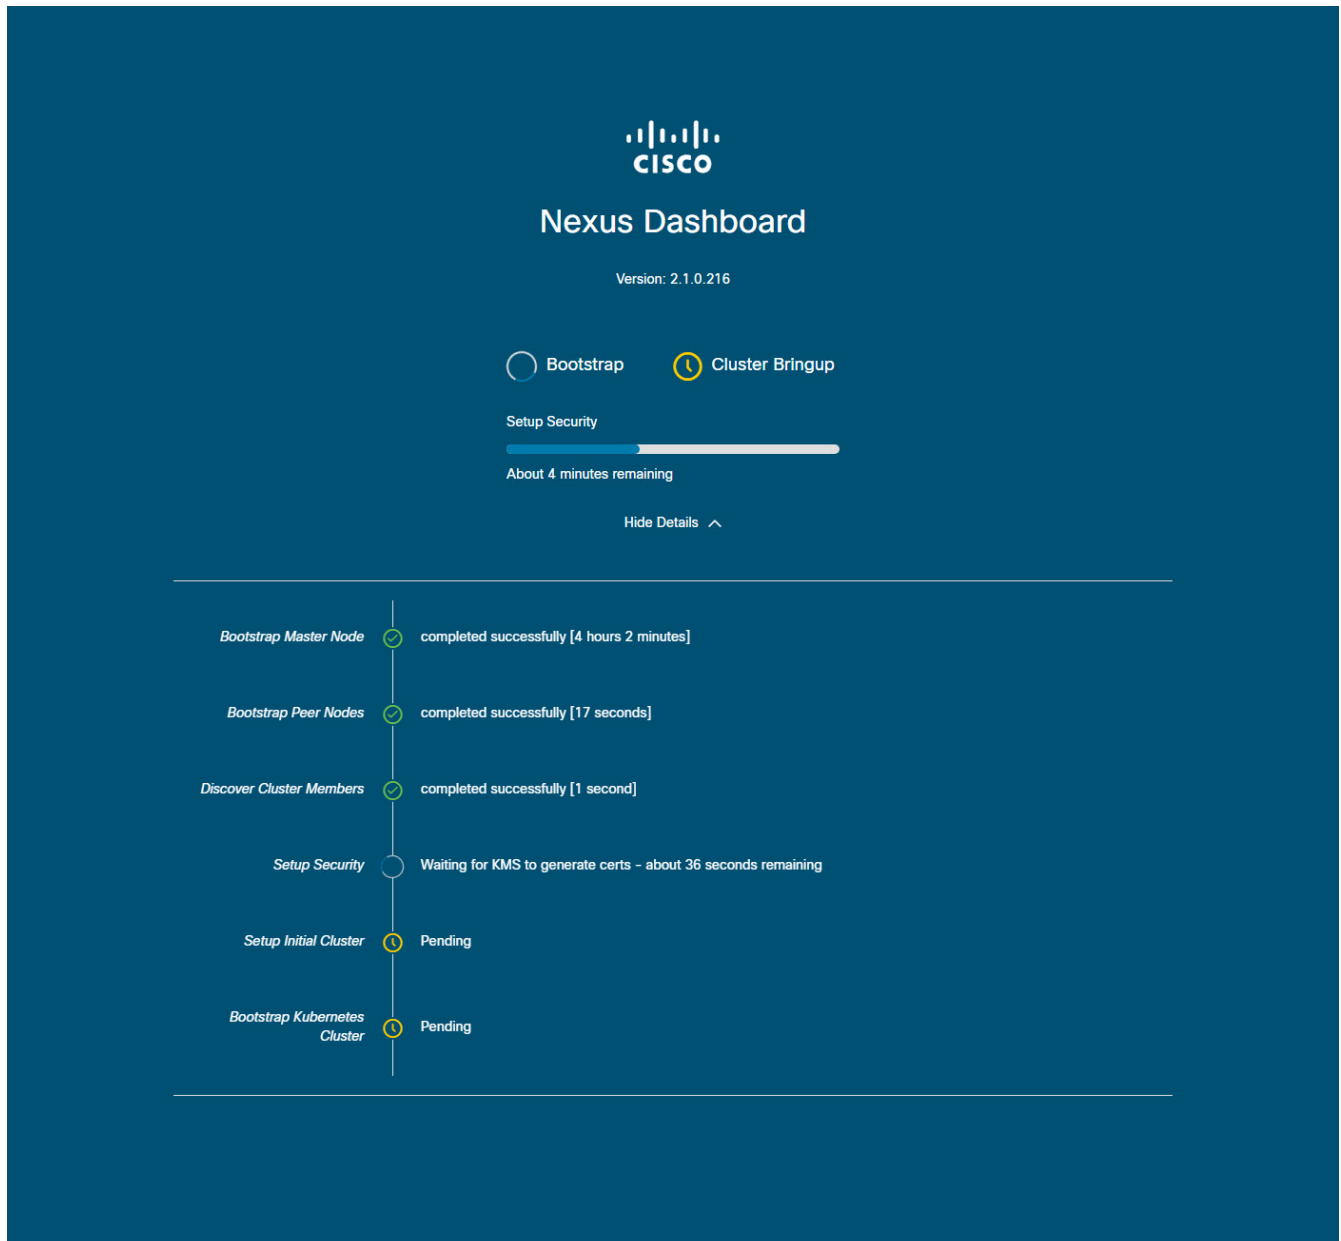 CISCO
Nexus Dashboard
Version: 2.1.0.216
Bootstrap Cluster Bringup
Setup Security
About 4 minutes remaining
Hide Details
Bootstrap Master Node completed successfully [4 hours 2 minutes]
Bootstrap Peer Nodes completed successfully [17 seconds]
Discover Cluster Members completed successfully [1 second]
Setup Security Waiting for KMS to generate certs - about 36 seconds remaining
Setup Initial Cluster Pending
Bootstrap Kubernetes
Cluster Pending